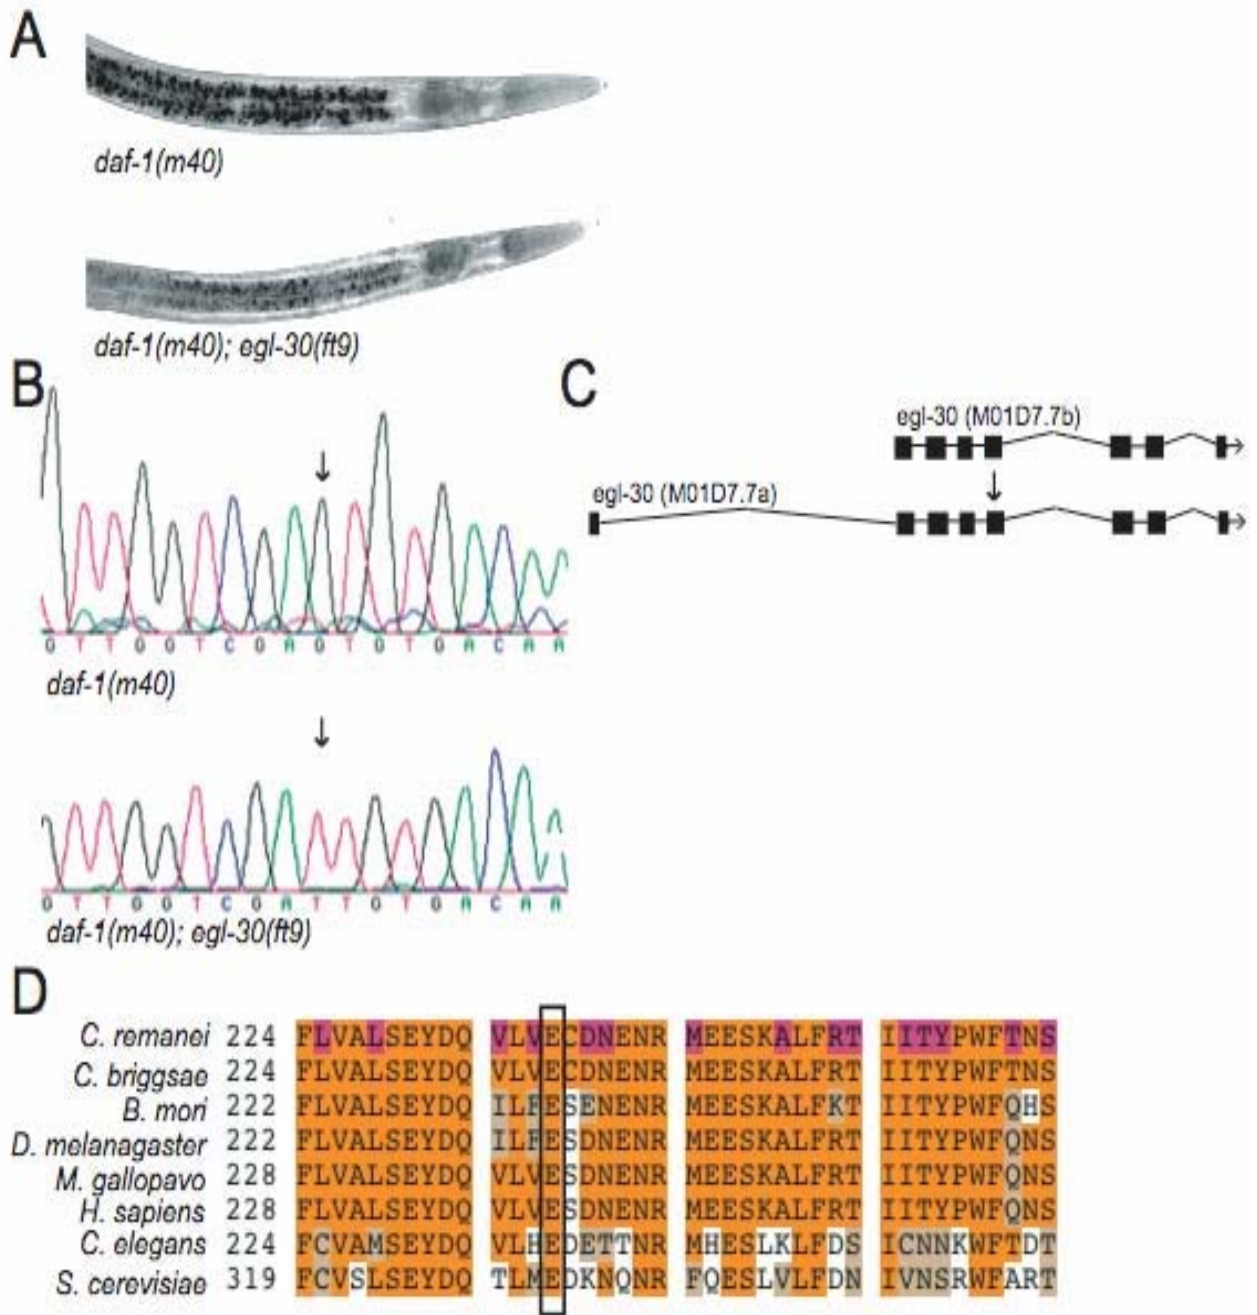 A
daf-1(m40)
daf-1(m40); egl-30(ft9)
B
G T T G G T C G A G T G T G A C A A
daf-1(m40)
G T T G G T C G A T T G T G A C A A
daf-1(m40); egl-30(ft9)
C
egl-30 (M01D7.7b)
egl-30 (M01D7.7a)
D
C. remanei 224 FLVALSEYDQ VLVECDNENR MEESKALFRT IITYPWFTNS
C. briggsae 224 FLVALSEYDQ VLVECDNENR MEESKALFRT IITYPWFTNS
B. mori 222 FLVALSEYDQ ILFESENENR MEESKALFKT IITYPWFQHS
D. melanagaster 222 FLVALSEYDQ ILFESDNENR MEESKALFRT IITYPWFQNS
M. gallopavo 228 FLVALSEYDQ VLVESDNENR MEESKALFRT IITYPWFQNS
H. sapiens 228 FLVALSEYDQ VLVESDNENR MEESKALFRT IITYPWFQNS
C. elegans 224 FCVAMSEYDQ VLHEDETTNR MHESLKLFDS ICNNKWFTDT
S. cerevisiae 319 FCVSLSEYDQ TLMEDKNQNR FQESLVLFDN IVNSRWFART